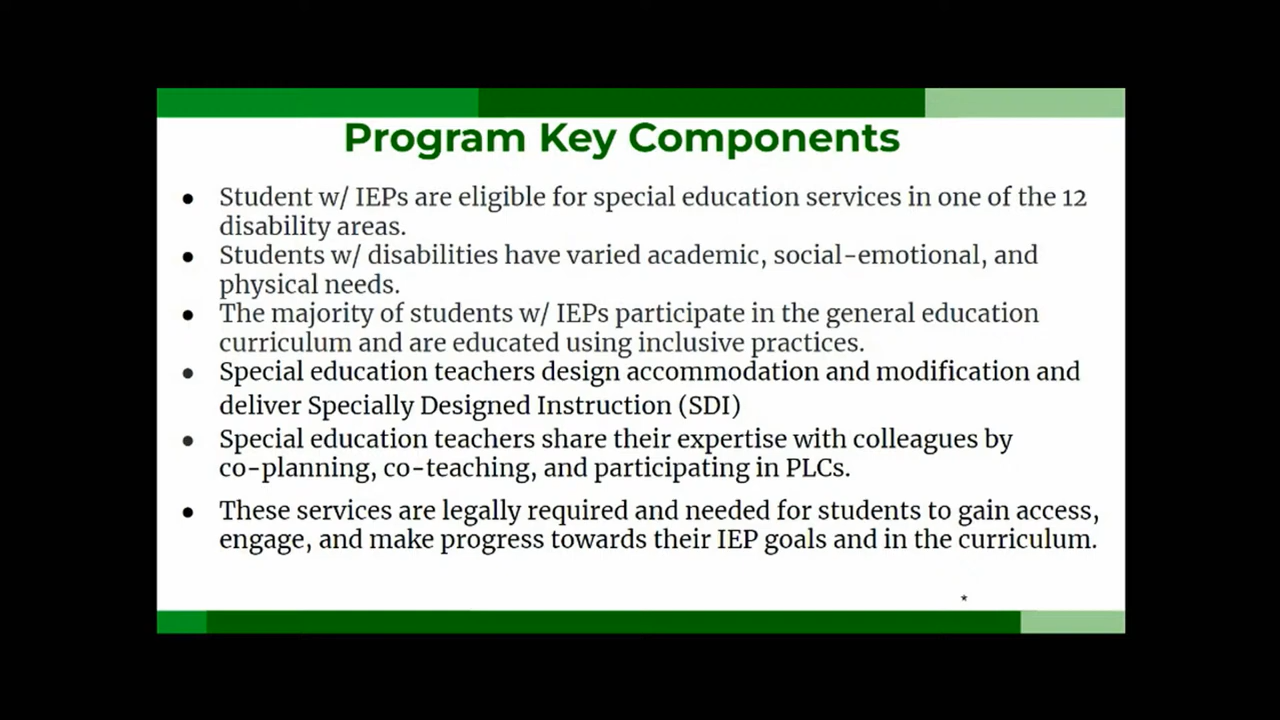 Program Key Components
● Student w/ IEPs are eligible for special education services in one of the 12
disability areas.
● Students w/ disabilities have varied academic, social-emotional, and
physical needs.
● The majority of students w/ IEPs participate in the general education
curriculum and are educated using inclusive practices.
● Special education teachers design accommodation and modification and
deliver Specially Designed Instruction (SDI)
● Special education teachers share their expertise with colleagues by
co-planning, co-teaching, and participating in PLCs.
● These services are legally required and needed for students to gain access,
engage, and make progress towards their IEP goals and in the curriculum.
*